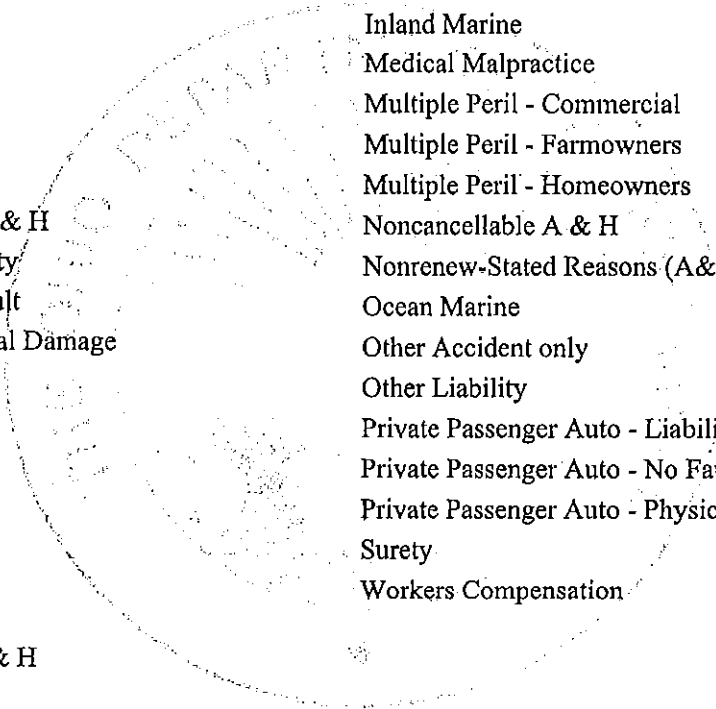 Inland Marine
Medical Malpractice
Multiple Peril - Commercial
Multiple Peril - Farmowners
Multiple Peril - Homeowners
& H
Noncancellable A & H
Nonrenew-Stated Reasons (A&
Ocean Marine
al Damage
Other Accident only
Other Liability
Private Passenger Auto - Liabili
Private Passenger Auto - No Fa
Private Passenger Auto - Physic
Surety
Workers Compensation
& H